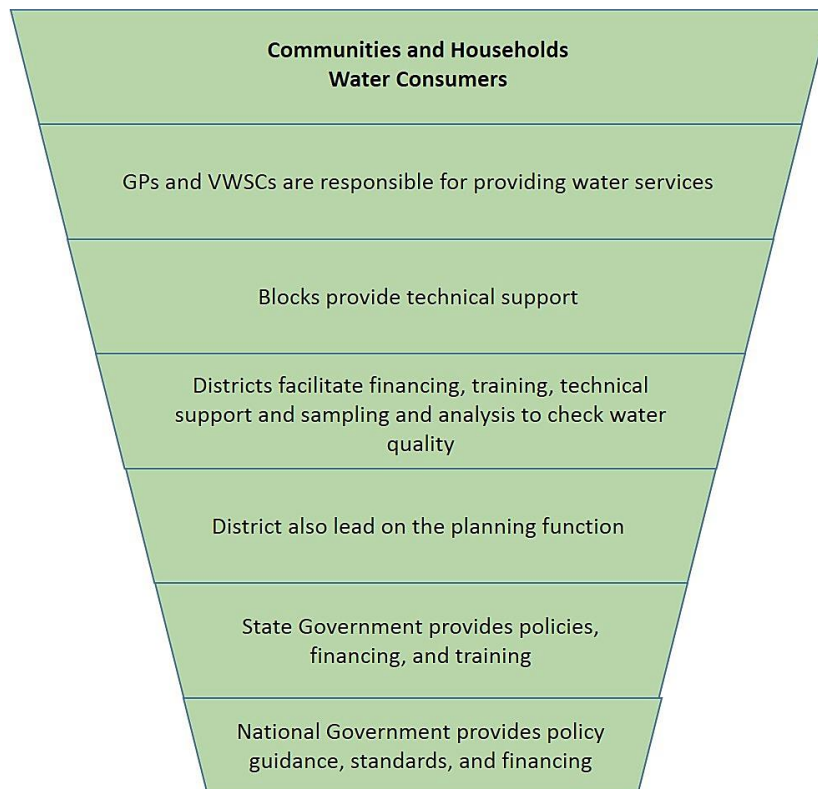 Communities and Households
Water Consumers
GPs and VWSCs are responsible for providing water services
Blocks provide technical support
Districts facilitate financing, training, technical
support and sampling and analysis to check water
quality
District also lead on the planning function
State Government provides policies,
financing, and training
National Government provides policy
guidance, standards, and financing